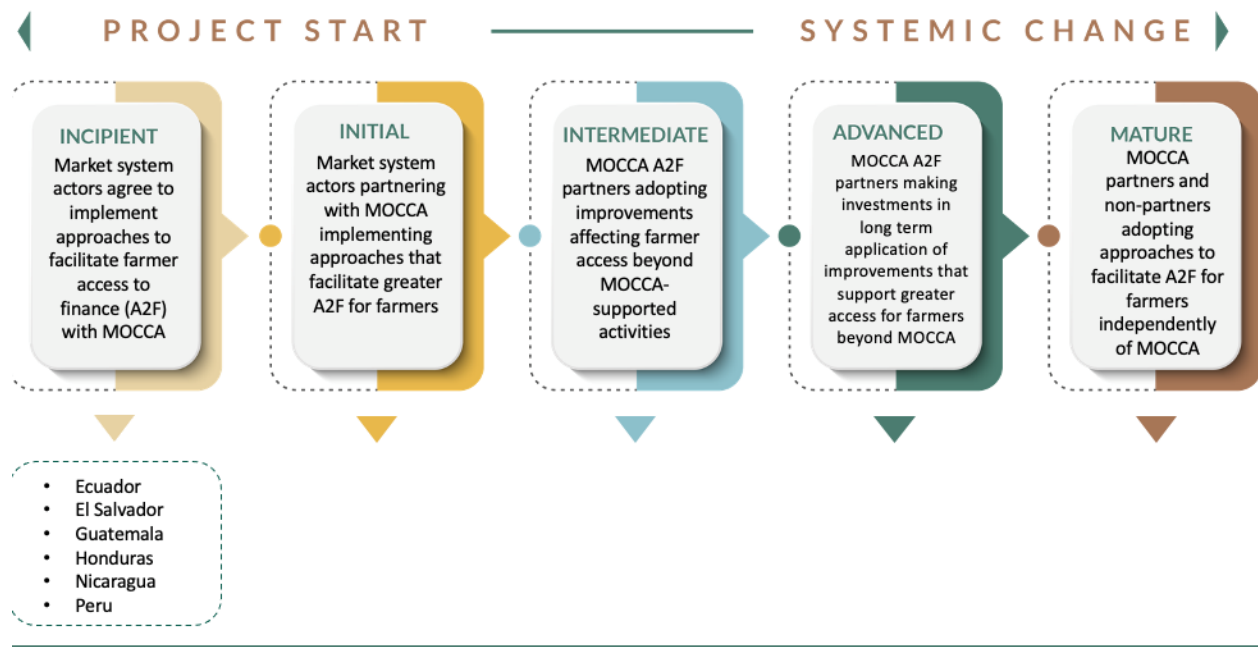 PROJECT START
SYSTEMIC CHANGE
INCIPIENT
Market system
actors agree to
implement
approaches to
facilitate farmer
access to
finance (A2F)
with MOCCA
INITIAL
Market system
actors partnering
with MOCCA
implementing
approaches that
facilitate greater
A2F for farmers
INTERMEDIATE
MOCCA A2F
partners adopting
improvements
affecting farmer
access beyond
MOCCA-
supported
activities
ADVANCED
MOCCA A2F
partners making
investments in
long term
application of
improvements that
support greater
access for farmers
beyond MOCCA
MATURE
MOCCA
partners and
non-partners
adopting
approaches to
facilitate A2F for
farmers
independently
of MOCCA
• Ecuador
• El Salvador
• Guatemala
• Honduras
• Nicaragua
• Peru